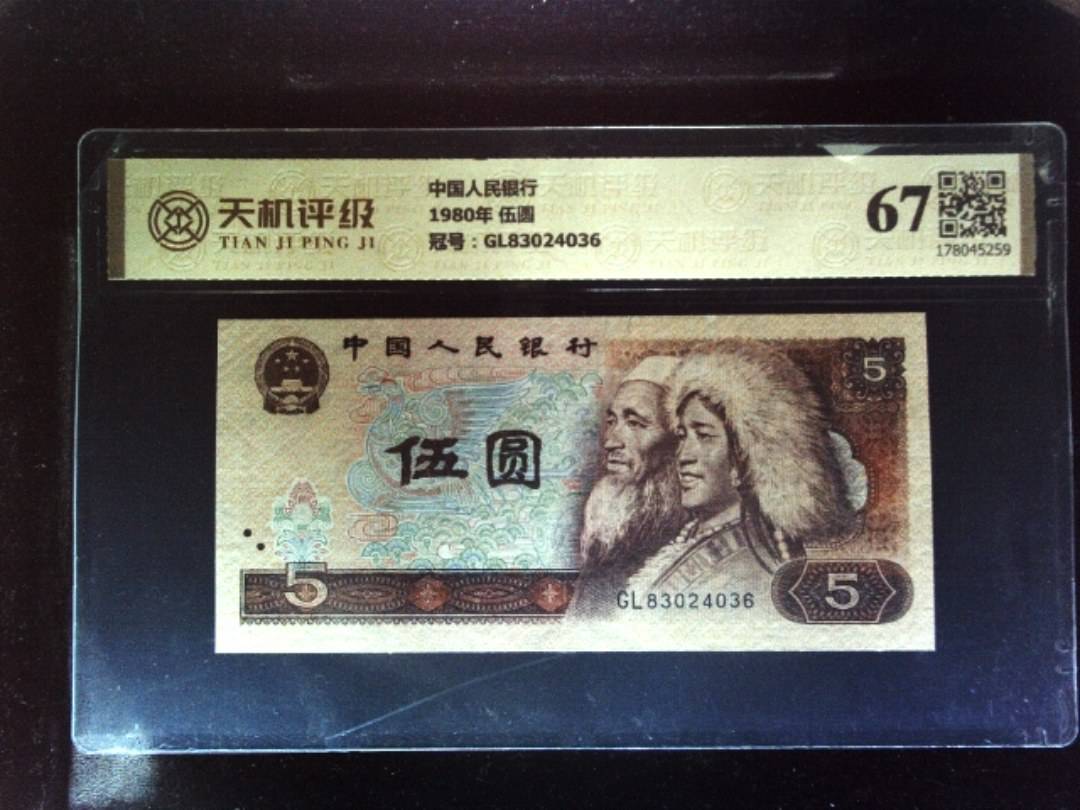 天机评级
TIAN JI PING JI
中国人民银行
1980年 伍圆
冠号：GL83024036
67
178045259
中国人民银行
5
伍圆
5
GL83024036
5